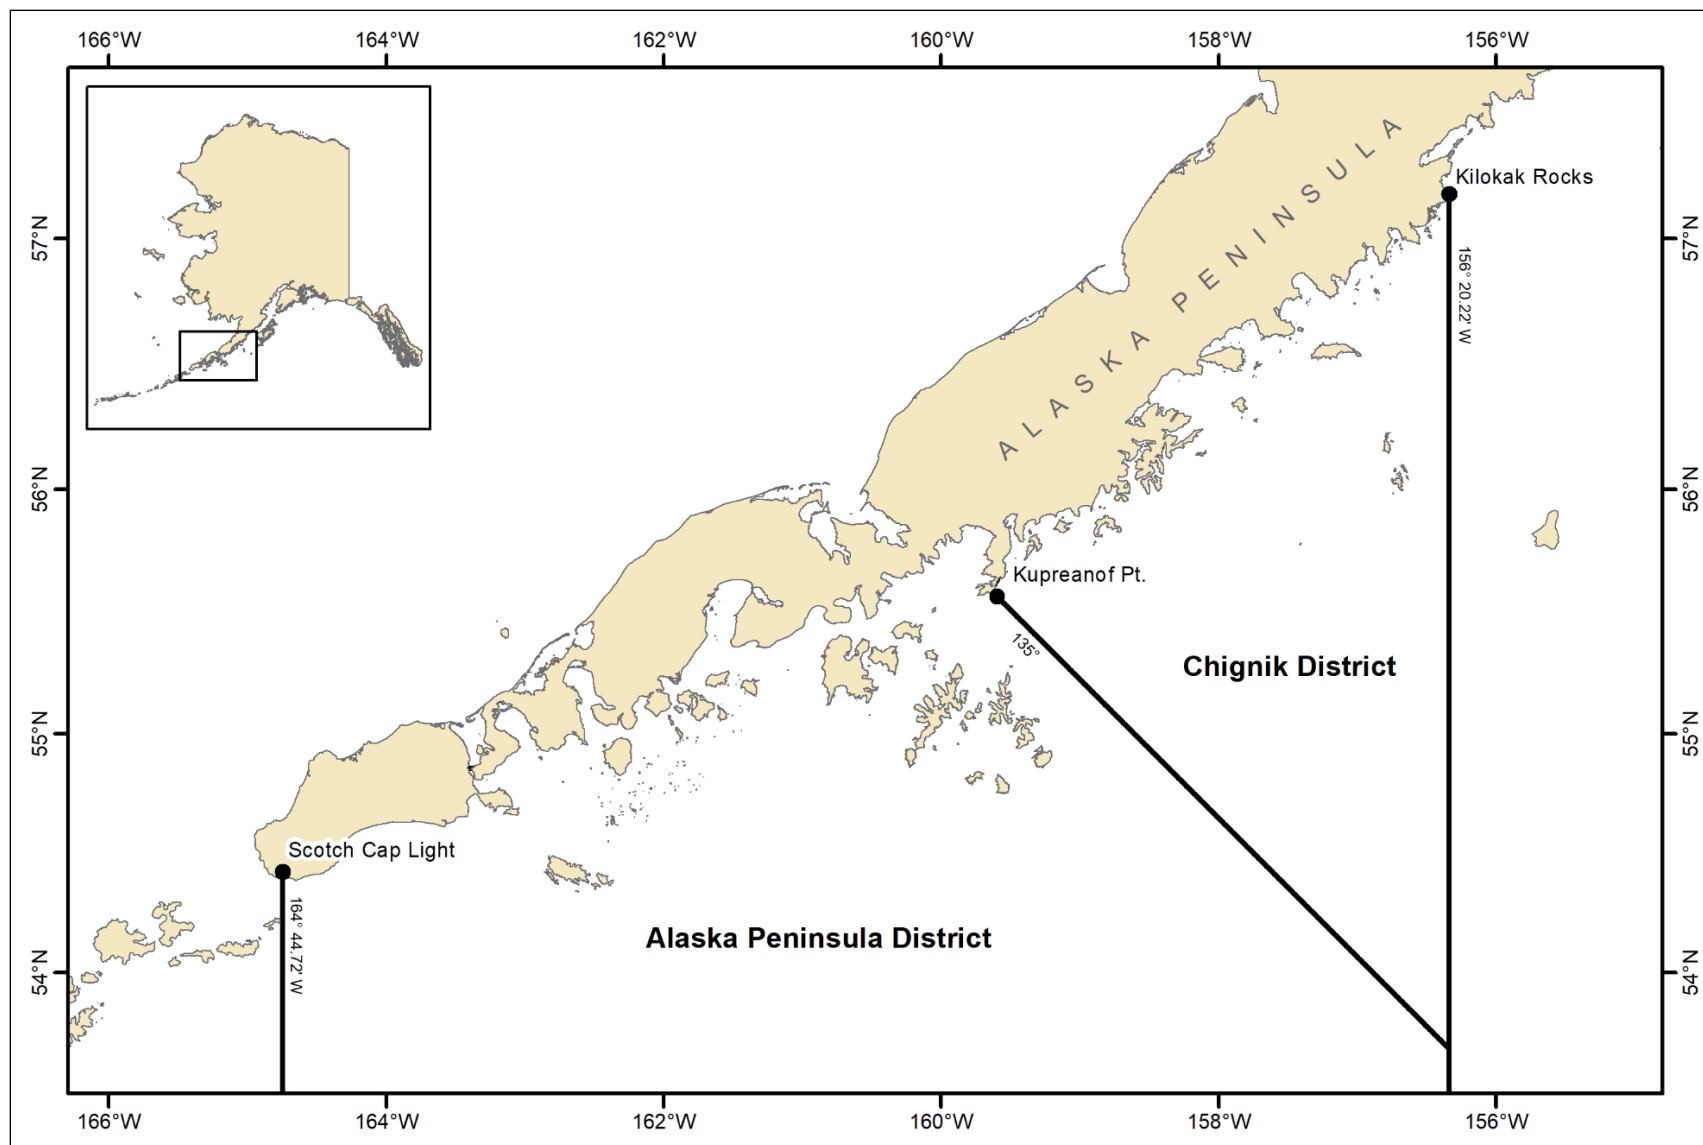 166°W 164°W 162°W 160°W 158°W 156°W
ALASKA PENINSULA
Kilokak Rocks
57°N 57°N
156° 20.22' W
56°N 56°N
Kupreanof Pt.
135°
Chignik District
55°N 55°N
Scotch Cap Light
164° 44.72' W
Alaska Peninsula District
54°N 54°N
166°W 164°W 162°W 160°W 158°W 156°W